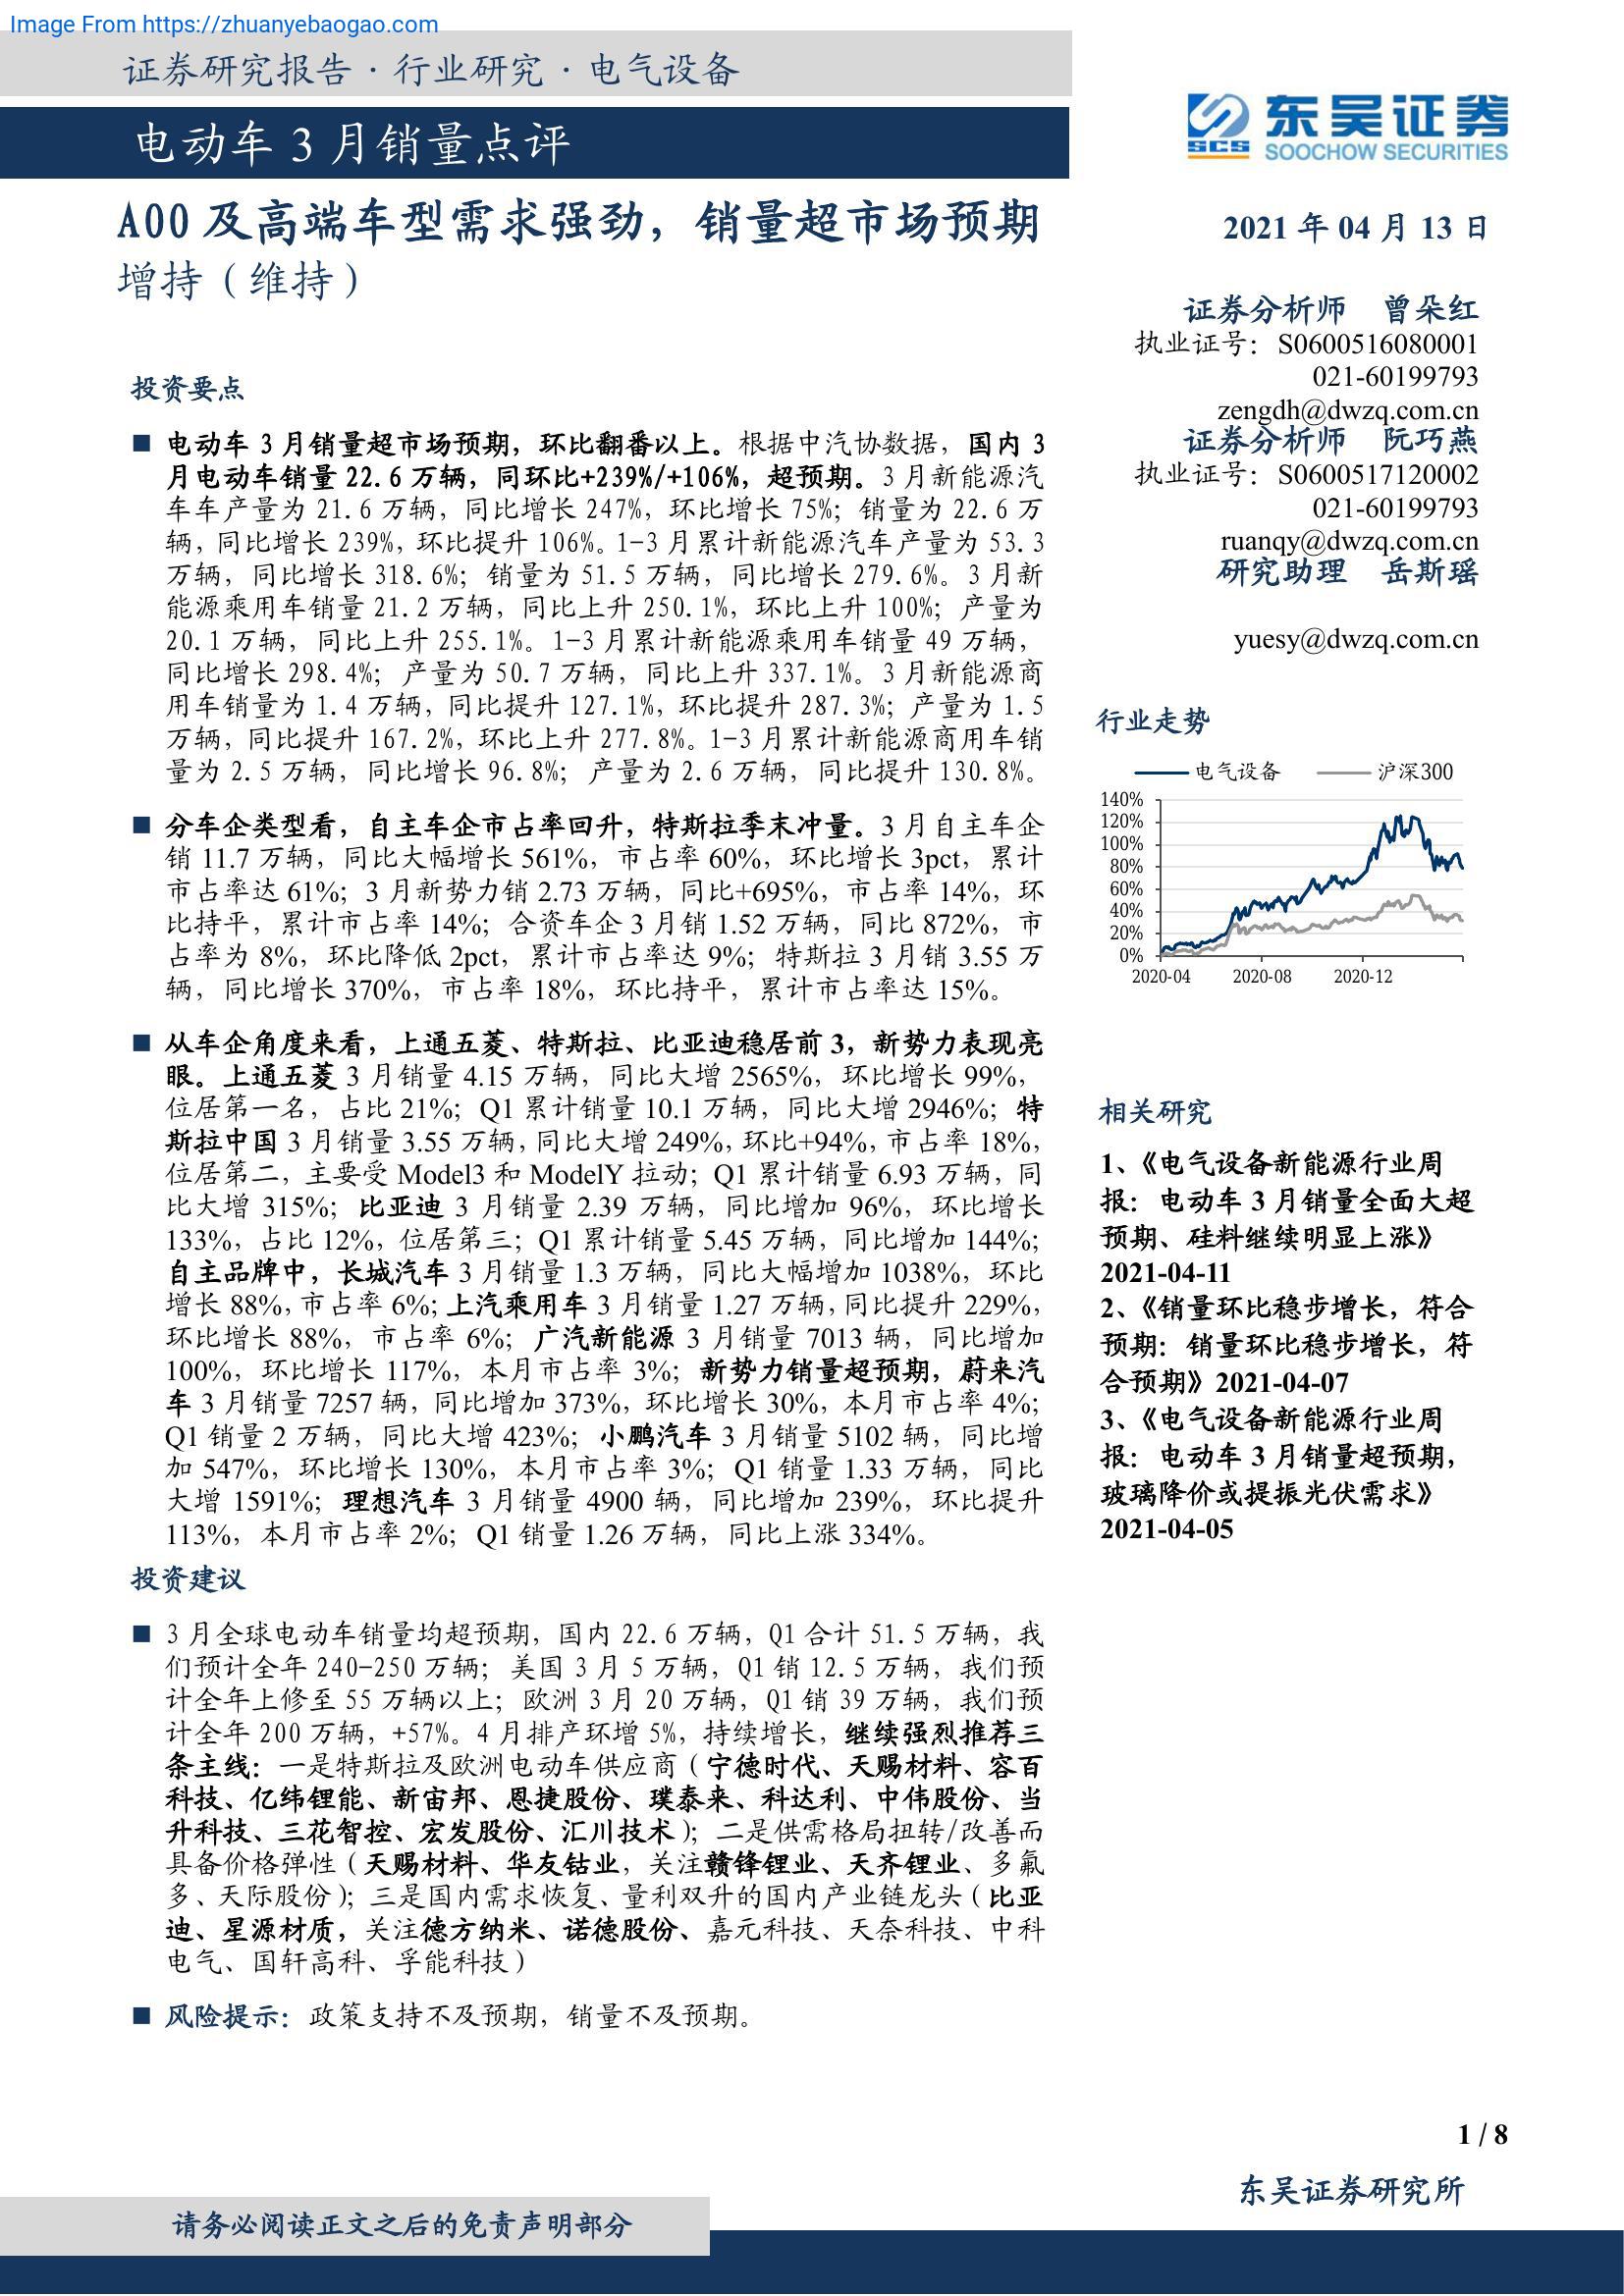 Image From https://zhuanyebaogao.com
证券研究报告·行业研究·电气设备
电动车 3 月销量点评
东吴证券
SCS
SOOCHOW SECURITIES
A00 及高端车型需求强劲，销量超市场预期
增持（维持）
2021 年 04 月 13 日
证券分析师 曾朵红
执业证号：S0600516080001
021-60199793
zengdh@dwzq.com.cn
证券分析师 阮巧燕
执业证号：S0600517120002
021-60199793
ruanqy@dwzq.com.cn
研究助理 岳斯瑶
yuesy@dwzq.com.cn
投资要点
■ 电动车 3 月销量超市场预期，环比翻番以上。根据中汽协数据，国内 3
月电动车销量 22.6 万辆，同环比+239%/+106%，超预期。3 月新能源汽
车车产量为 21.6 万辆，同比增长 247%，环比增长 75%；销量为 22.6 万
辆，同比增长 239%，环比提升 106%。1-3 月累计新能源汽车产量为 53.3
万辆，同比增长 318.6%；销量为 51.5 万辆，同比增长 279.6%。3 月新
能源乘用车销量 21.2 万辆，同比上升 250.1%，环比上升 100%；产量为
20.1 万辆，同比上升 255.1%。1-3 月累计新能源乘用车销量 49 万辆，
同比增长 298.4%；产量为 50.7 万辆，同比上升 337.1%。3 月新能源商
用车销量为 1.4 万辆，同比提升 127.1%，环比提升 287.3%；产量为 1.5
万辆，同比提升 167.2%，环比上升 277.8%。1-3 月累计新能源商用车销
量为 2.5 万辆，同比增长 96.8%；产量为 2.6 万辆，同比提升 130.8%。
■ 分车企类型看，自主车企市占率回升，特斯拉季末冲量。3 月自主车企
销 11.7 万辆，同比大幅增长 561%，市占率 60%，环比增长 3pct，累计
市占率达 61%；3 月新势力销 2.73 万辆，同比+695%，市占率 14%，环
比持平，累计市占率 14%；合资车企 3 月销 1.52 万辆，同比 872%，市
占率为 8%，环比降低 2pct，累计市占率达 9%；特斯拉 3 月销 3.55 万
辆，同比增长 370%，市占率 18%，环比持平，累计市占率达 15%。
■ 从车企角度来看，上通五菱、特斯拉、比亚迪稳居前 3，新势力表现亮
眼。上通五菱 3 月销量 4.15 万辆，同比大增 2565%，环比增长 99%，
位居第一名，占比 21%；Q1 累计销量 10.1 万辆，同比大增 2946%；特
斯拉中国 3 月销量 3.55 万辆，同比大增 249%，环比+94%，市占率 18%，
位居第二，主要受 Model3 和 ModelY 拉动；Q1 累计销量 6.93 万辆，同
比大增 315%；比亚迪 3 月销量 2.39 万辆，同比增加 96%，环比增长
133%，占比 12%，位居第三；Q1 累计销量 5.45 万辆，同比增加 144%；
自主品牌中，长城汽车 3 月销量 1.3 万辆，同比大幅增加 1038%，环比
增长 88%，市占率 6%；上汽乘用车 3 月销量 1.27 万辆，同比提升 229%，
环比增长 88%，市占率 6%；广汽新能源 3 月销量 7013 辆，同比增加
100%，环比增长 117%，本月市占率 3%；新势力销量超预期，蔚来汽
车 3 月销量 7257 辆，同比增加 373%，环比增长 30%，本月市占率 4%；
Q1 销量 2 万辆，同比大增 423%；小鹏汽车 3 月销量 5102 辆，同比增
加 547%，环比增长 130%，本月市占率 3%；Q1 销量 1.33 万辆，同比
大增 1591%；理想汽车 3 月销量 4900 辆，同比增加 239%，环比提升
113%，本月市占率 2%；Q1 销量 1.26 万辆，同比上涨 334%。
投资建议
■ 3 月全球电动车销量均超预期，国内 22.6 万辆，Q1 合计 51.5 万辆，我
们预计全年 240-250 万辆；美国 3 月 5 万辆，Q1 销 12.5 万辆，我们预
计全年上修至 55 万辆以上；欧洲 3 月 20 万辆，Q1 销 39 万辆，我们预
计全年 200 万辆，+57%。4 月排产环增 5%，持续增长，继续强烈推荐三
条主线：一是特斯拉及欧洲电动车供应商（宁德时代、天赐材料、容百
科技、亿纬锂能、新宙邦、恩捷股份、璞泰来、科达利、中伟股份、当
升科技、三花智控、宏发股份、汇川技术）；二是供需格局扭转/改善而
具备价格弹性（天赐材料、华友钴业，关注赣锋锂业、天齐锂业、多氟
多、天际股份）；三是国内需求恢复、量利双升的国内产业链龙头（比亚
迪、星源材质，关注德方纳米、诺德股份、嘉元科技、天奈科技、中科
电气、国轩高科、孚能科技）
■ 风险提示：政策支持不及预期，销量不及预期。
行业走势
电气设备 沪深300
140%
120%
100%
80%
60%
40%
20%
0%
2020-04 2020-08 2020-12
相关研究
1、《电气设备新能源行业周
报：电动车 3 月销量全面大超
预期、硅料继续明显上涨》
2021-04-11
2、《销量环比稳步增长，符合
预期：销量环比稳步增长，符
合预期》2021-04-07
3、《电气设备新能源行业周
报：电动车 3 月销量超预期，
玻璃降价或提振光伏需求》
2021-04-05
1 / 8
东吴证券研究所
请务必阅读正文之后的免责声明部分